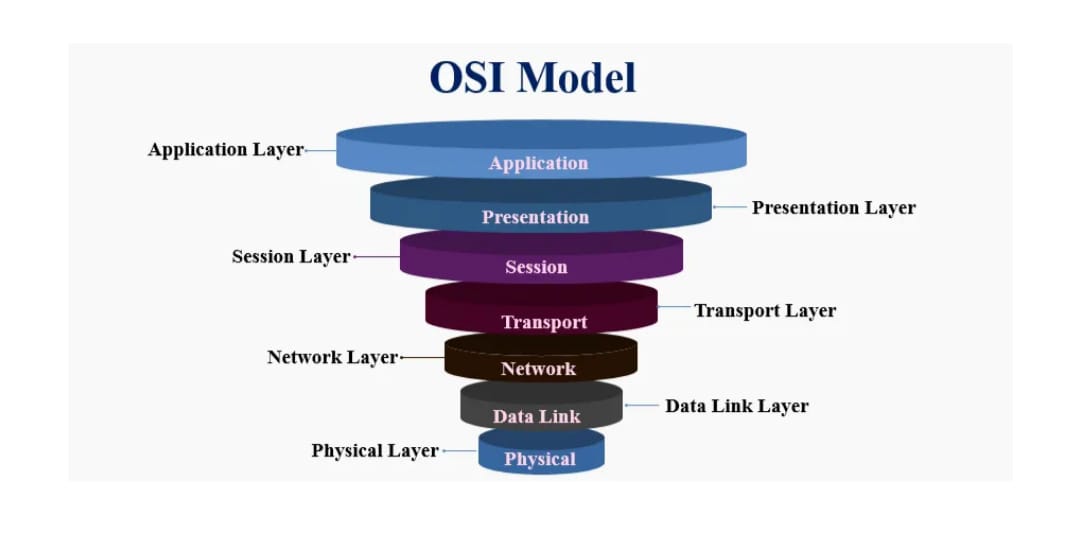 OSI Model
Application Layer
Application
Presentation
Presentation Layer
Session Layer
Session
Transport
Transport Layer
Network Layer
Network
Data Link
Data Link Layer
Physical Layer
Physical